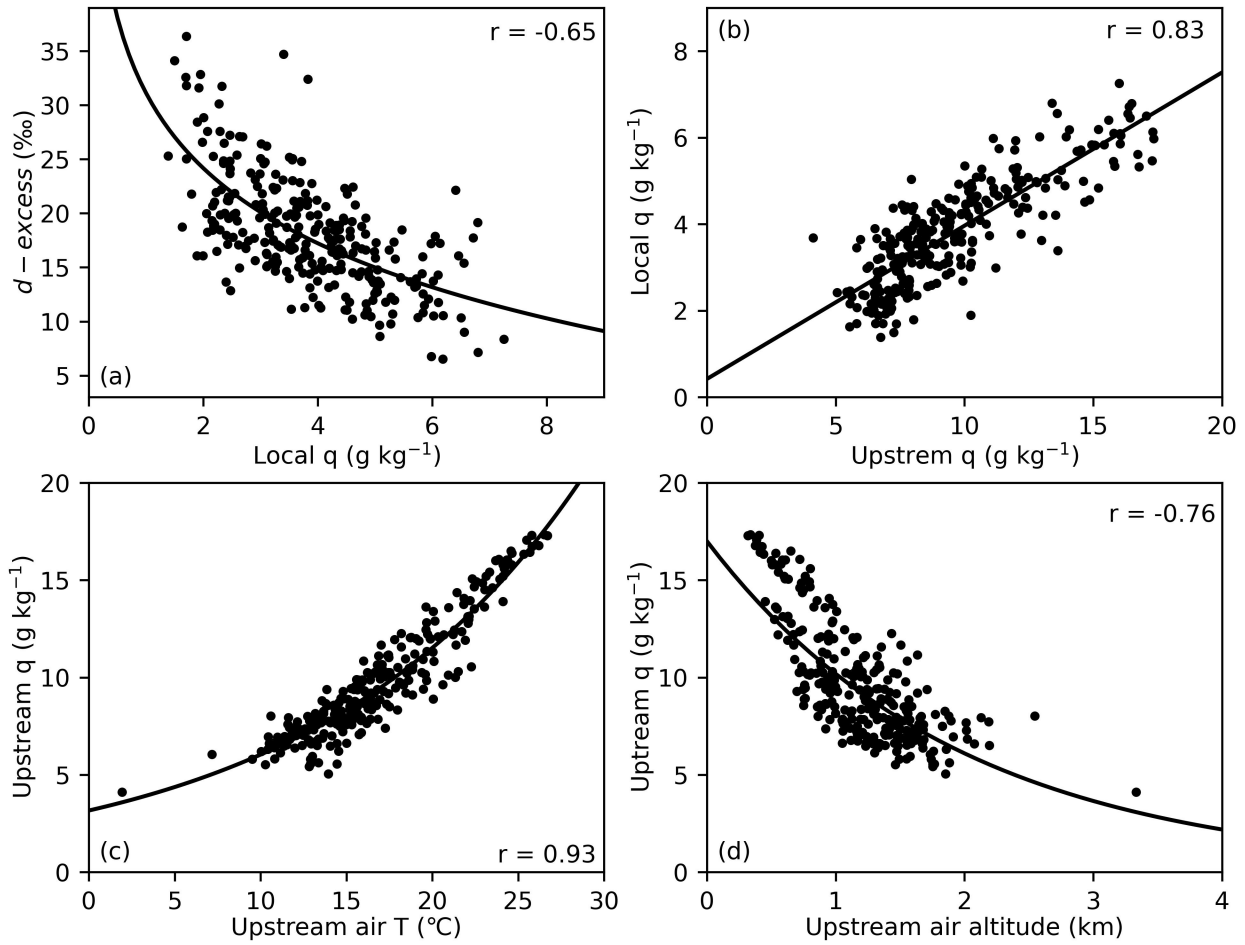 r = -0.65
35
30
25
20
15
10
5
d − excess (‰)
(a)
0 2 4 6 8
Local q (g kg⁻¹)
(b)
r = 0.83
8
6
4
2
0
Local q (g kg⁻¹)
0 5 10 15 20
Upstrem q (g kg⁻¹)
20
15
10
5
0
Upstream q (g kg⁻¹)
(c)
r = 0.93
0 5 10 15 20 25 30
Upstream air T (℃)
r = -0.76
20
15
10
5
0
Uptream q (g kg⁻¹)
(d)
0 1 2 3 4
Upstream air altitude (km)